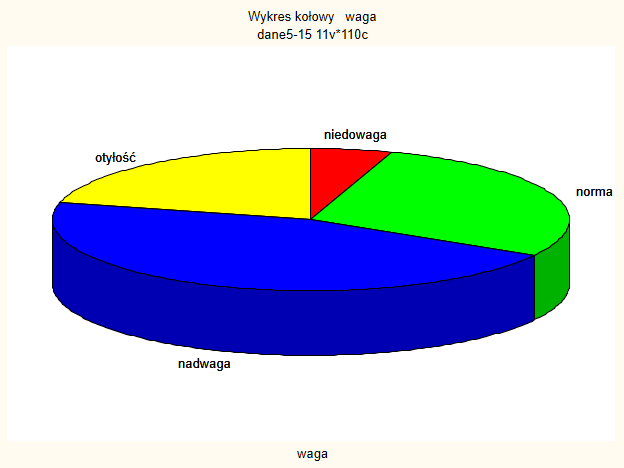 Wykres kołowy   waga
dane5-15 11v*110c
niedowaga
otyłość
norma
nadwaga
waga